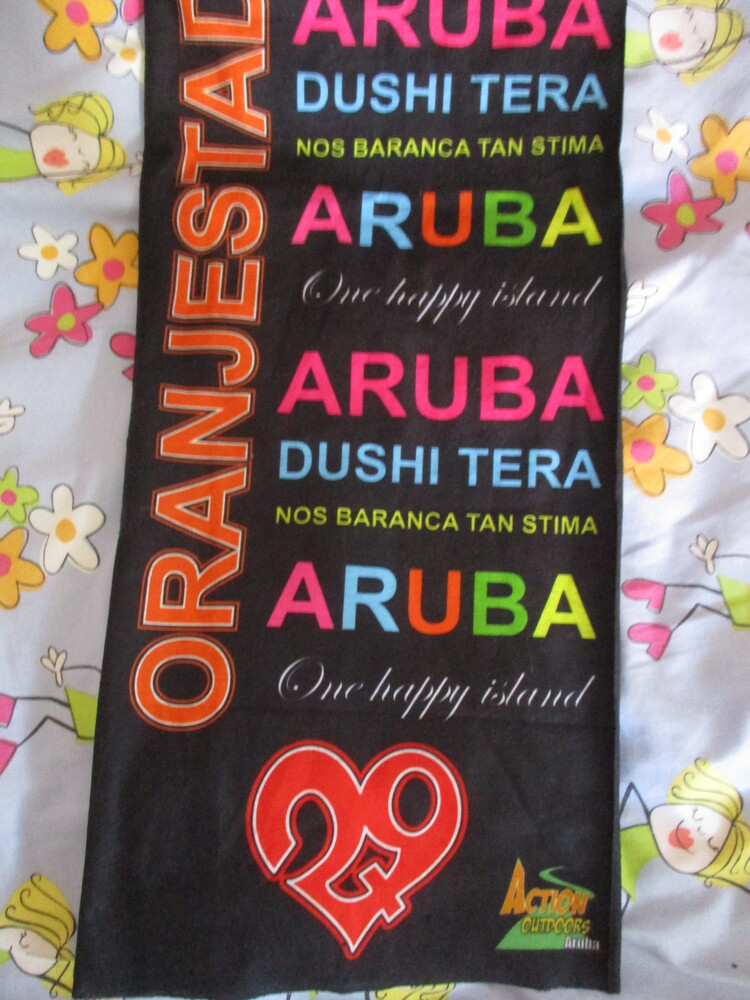 ORANJESTAD
ARUBA
DUSHI TERA
NOS BARANCA TAN STIMA
ARUBA
One happy island
ARUBA
DUSHI TERA
NOS BARANCA TAN STIMA
ARUBA
One happy island
ACTION
OUTDOORS
Aruba